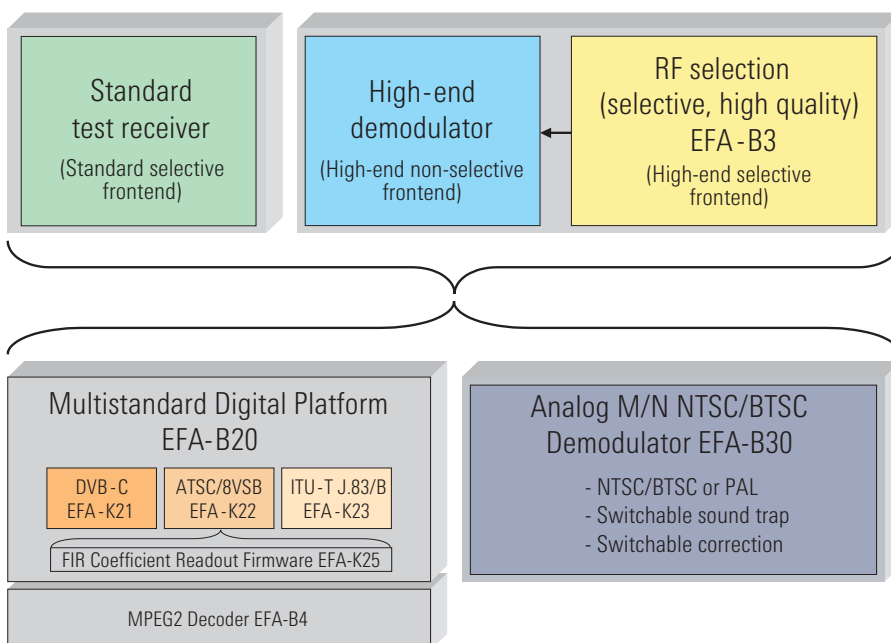 Standard
test receiver
(Standard selective
frontend)
High-end
demodulator
(High-end non-selective
frontend)
RF selection
(selective, high quality)
EFA-B3
(High-end selective
frontend)
Multistandard Digital Platform
EFA-B20
DVB-C
EFA-K21
ATSC/8VSB
EFA-K22
ITU-T J.83/B
EFA-K23
FIR Coefficient Readout Firmware EFA-K25
MPEG2 Decoder EFA-B4
Analog M/N NTSC/BTSC
Demodulator EFA-B30
- NTSC/BTSC or PAL
- Switchable sound trap
- Switchable correction